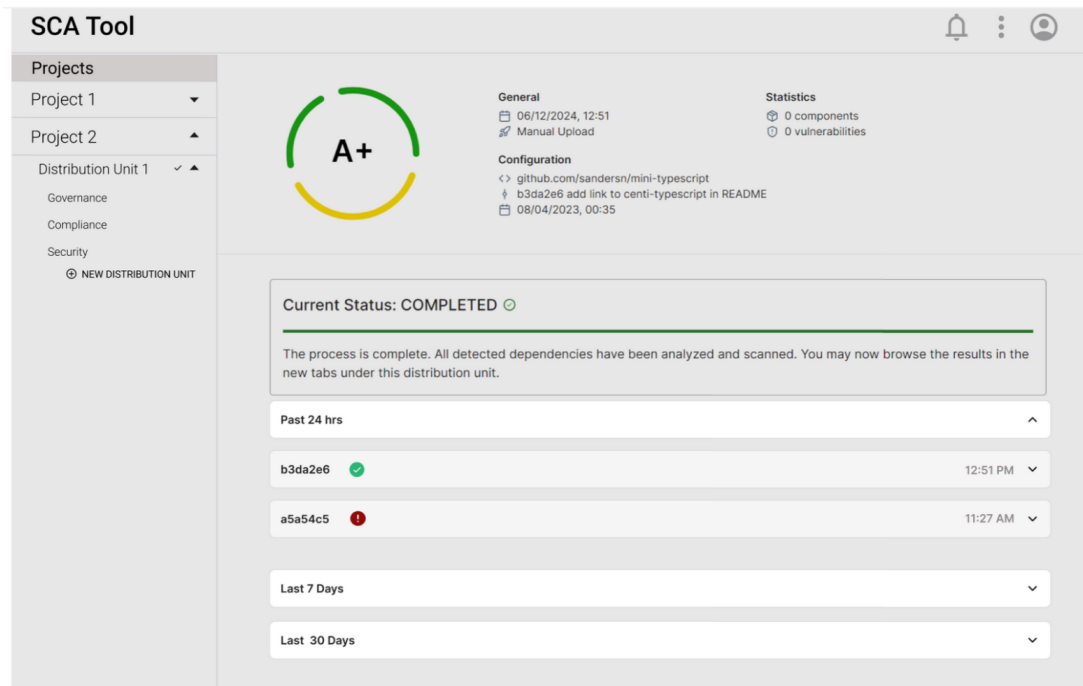 SCA Tool
Projects
Project 1
Project 2
Distribution Unit 1
Governance
Compliance
Security
NEW DISTRIBUTION UNIT
A+
General
06/12/2024, 12:51
Manual Upload
Configuration
github.com/sandersn/mini-typescript
b3da2e6 add link to centi-typescript in README
08/04/2023, 00:35
Statistics
0 components
0 vulnerabilities
Current Status: COMPLETED
The process is complete. All detected dependencies have been analyzed and scanned. You may now browse the results in the
new tabs under this distribution unit.
Past 24 hrs
b3da2e6 12:51 PM
a5a54c5 11:27 AM
Last 7 Days
Last 30 Days